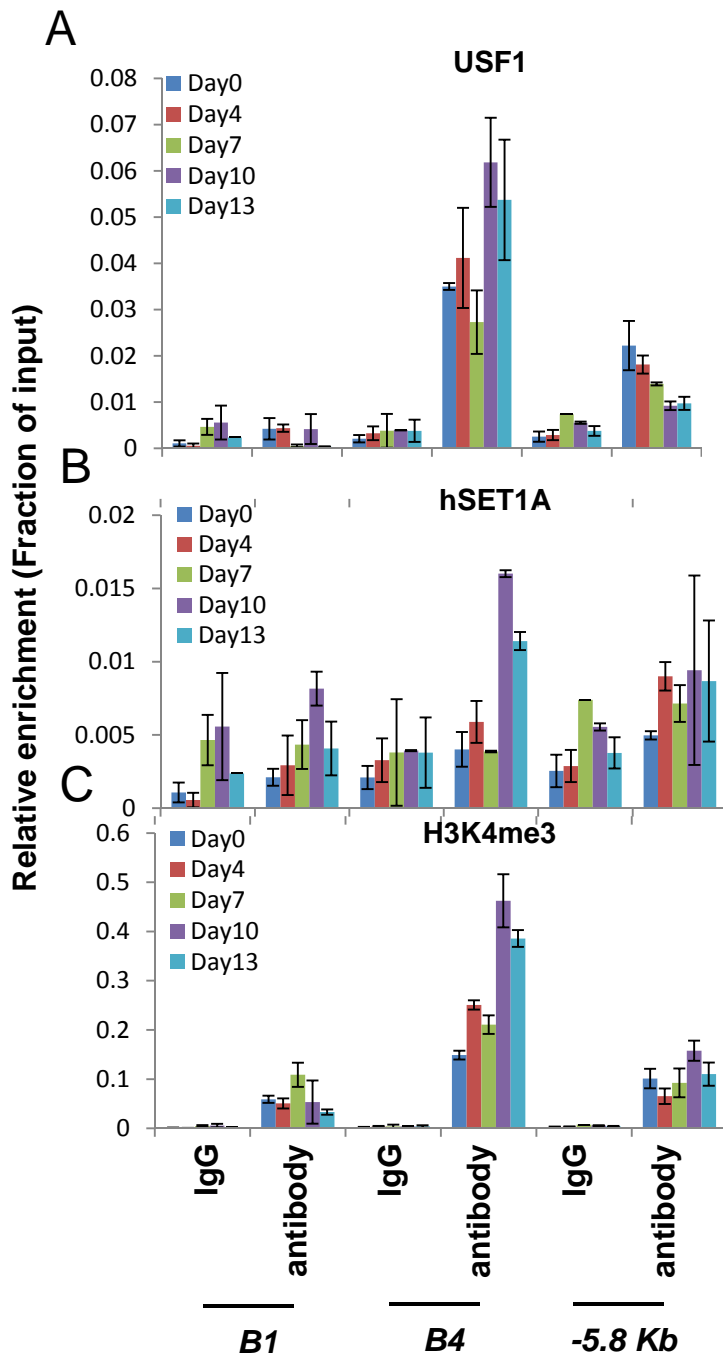 A
USF1
0.08
0.07
0.06
0.05
0.04
0.03
0.02
0.01
0
Day0
Day4
Day7
Day10
Day13
Relative enrichment (Fraction of input)
B
hSET1A
0.02
0.015
0.01
0.005
0
Day0
Day4
Day7
Day10
Day13
C
H3K4me3
0.6
0.5
0.4
0.3
0.2
0.1
0
Day0
Day4
Day7
Day10
Day13
IgG
antibody
IgG
antibody
IgG
antibody
B1
B4
-5.8 Kb